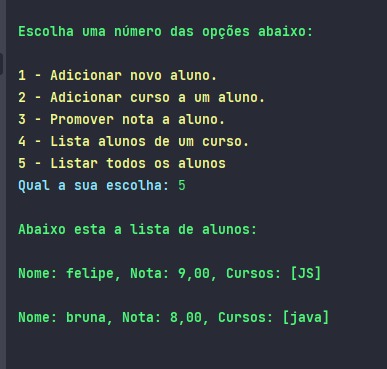 Escolha uma número das opções abaixo:
1 - Adicionar novo aluno.
2 - Adicionar curso a um aluno.
3 - Promover nota a aluno.
4 - Lista alunos de um curso.
5 - Listar todos os alunos
Qual a sua escolha: 5
Abaixo esta a lista de alunos:
Nome: felipe, Nota: 9,00, Cursos: [JS]
Nome: bruna, Nota: 8,00, Cursos: [java]